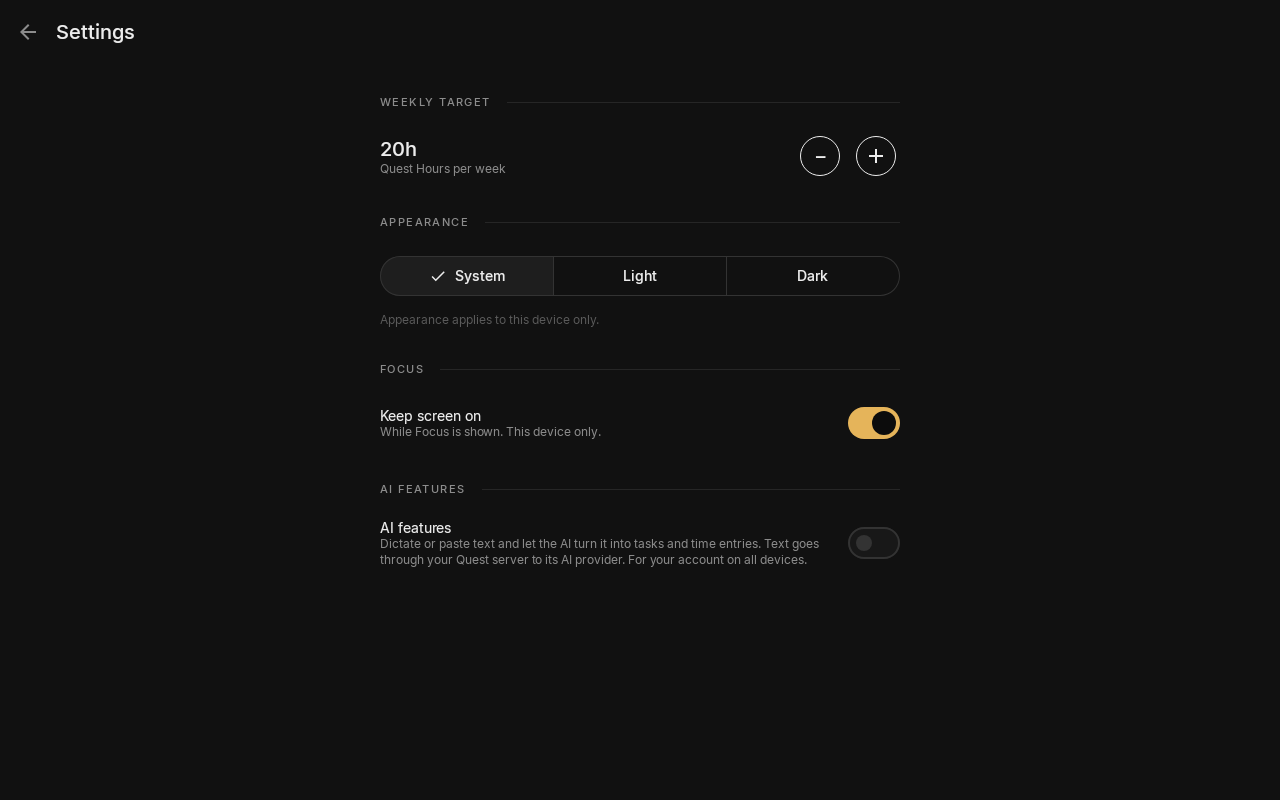 Settings
WEEKLY TARGET
20h
Quest Hours per week
APPEARANCE
System
Light
Dark
Appearance applies to this device only.
FOCUS
Keep screen on
While Focus is shown. This device only.
AI FEATURES
AI features
Dictate or paste text and let the AI turn it into tasks and time entries. Text goes
through your Quest server to its AI provider. For your account on all devices.